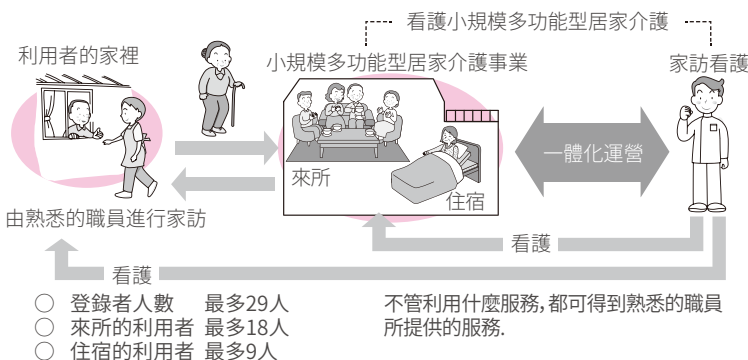 看護小規模多功能型居家介護
利用者的家裡
小規模多功能型居家介護事業
家訪看護
一體化運營
來所
住宿
由熟悉的職員進行家訪
看護
看護
○ 登錄者人數 最多29人
○ 來所的利用者 最多18人
○ 住宿的利用者 最多9人
不管利用什麼服務,都可得到熟悉的職員
所提供的服務.